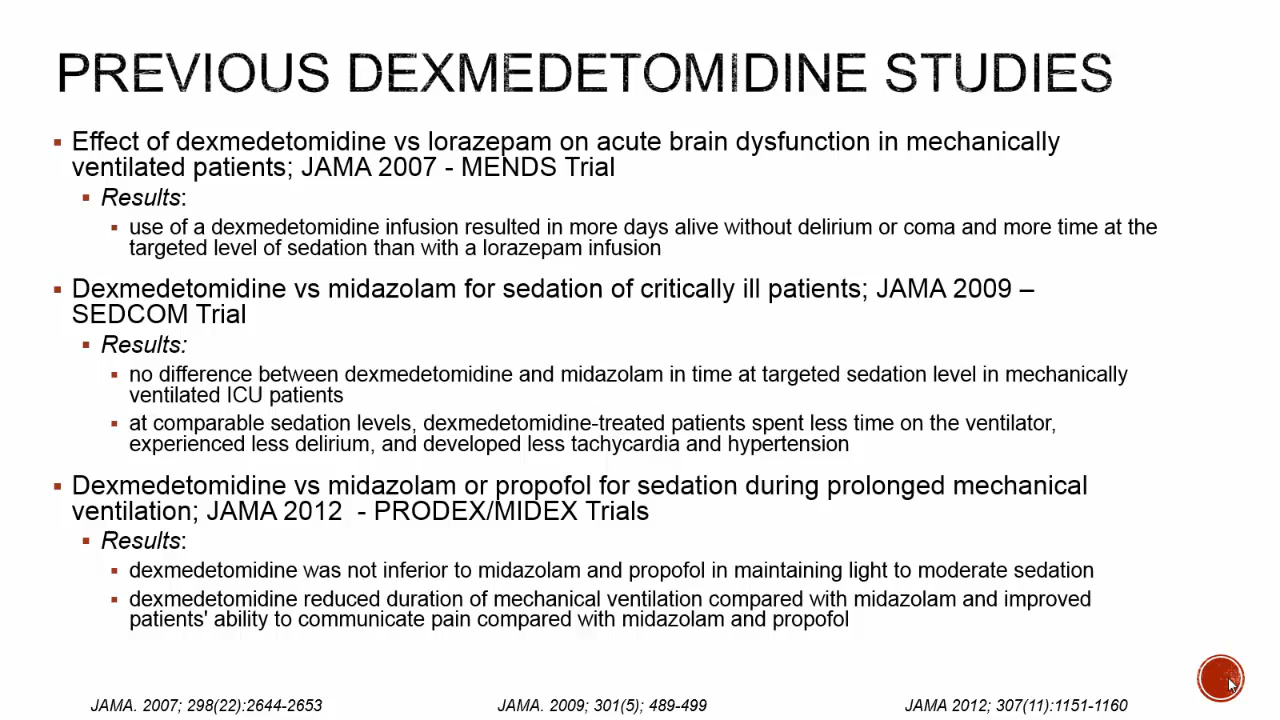 PREVIOUS DEXMEDETOMIDINE STUDIES
▪ Effect of dexmedetomidine vs lorazepam on acute brain dysfunction in mechanically
ventilated patients; JAMA 2007 - MENDS Trial
▪ Results:
▪ use of a dexmedetomidine infusion resulted in more days alive without delirium or coma and more time at the
targeted level of sedation than with a lorazepam infusion
▪ Dexmedetomidine vs midazolam for sedation of critically ill patients; JAMA 2009 –
SEDCOM Trial
▪ Results:
▪ no difference between dexmedetomidine and midazolam in time at targeted sedation level in mechanically
ventilated ICU patients
▪ at comparable sedation levels, dexmedetomidine-treated patients spent less time on the ventilator,
experienced less delirium, and developed less tachycardia and hypertension
▪ Dexmedetomidine vs midazolam or propofol for sedation during prolonged mechanical
ventilation; JAMA 2012 - PRODEX/MIDEX Trials
▪ Results:
▪ dexmedetomidine was not inferior to midazolam and propofol in maintaining light to moderate sedation
▪ dexmedetomidine reduced duration of mechanical ventilation compared with midazolam and improved
patients' ability to communicate pain compared with midazolam and propofol
JAMA. 2007; 298(22):2644-2653 JAMA. 2009; 301(5); 489-499 JAMA 2012; 307(11):1151-1160